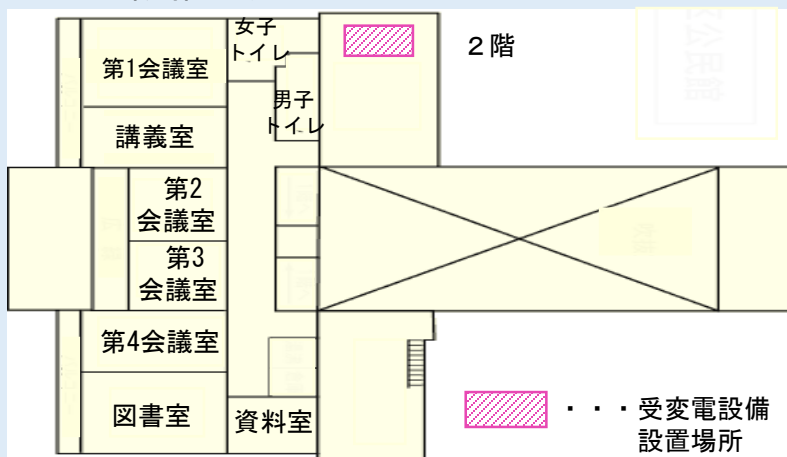 女子
トイレ
２階
第1会議室
男子
トイレ
講義室
第2
会議室
第3
会議室
第4会議室
図書室
資料室
・・・受変電設備
設置場所